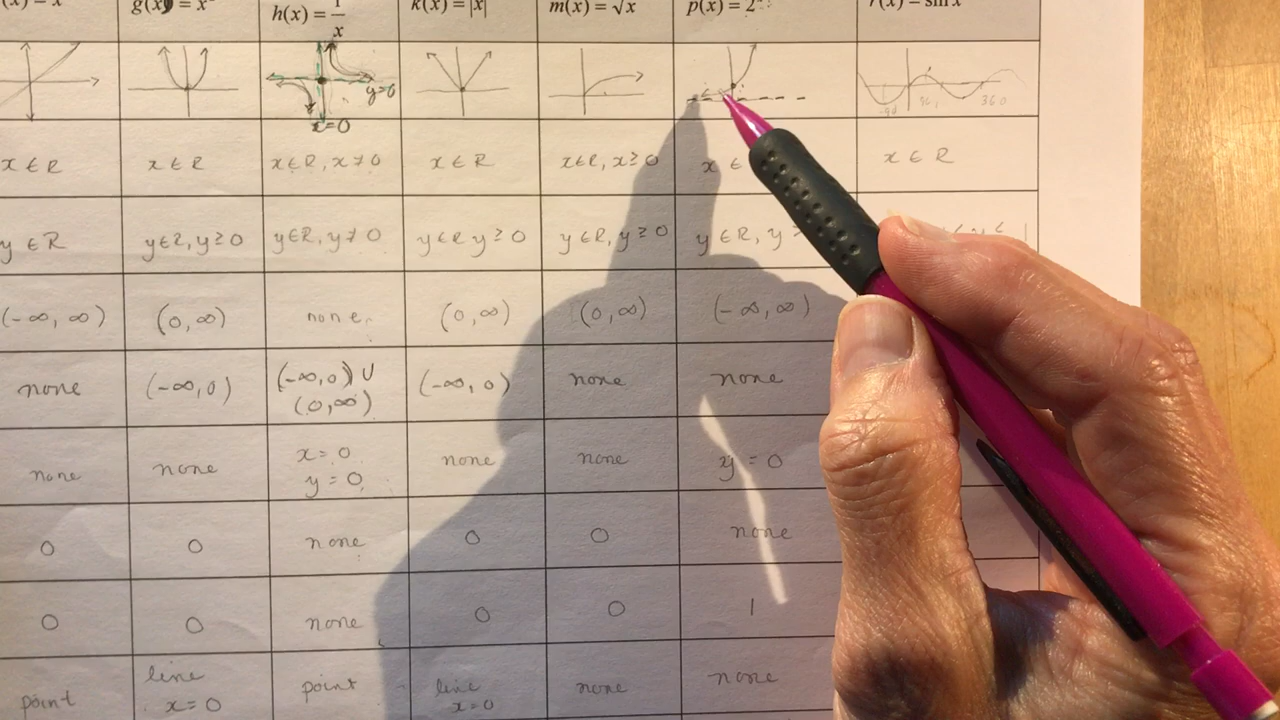 g(x) = x
h(x) = 1/x
k(x) = |x|
m(x) = √x
p(x) = 2
y=0
x=0
-90
360
x ∈ R
x ∈ R
x ∈ R, x ≠ 0
x ∈ R
x ∈ R, x ≥ 0
x ∈
x ∈ R
y ∈ R
y ∈ R, y ≥ 0
y ∈ R, y ≠ 0
y ∈ R y ≥ 0
y ∈ R, y ≥ 0
y ∈ R, y >
(-∞, ∞)
(0, ∞)
none
(0, ∞)
(0, ∞)
(-∞, ∞)
none
(-∞, 0)
(-∞, 0) ∪
(0, ∞)
(-∞, 0)
none
none
none
none
x = 0
y = 0
none
none
y = 0
0
0
none
0
0
none
0
0
none
0
0
1
point
line
x = 0
point
line
x = 0
none
none